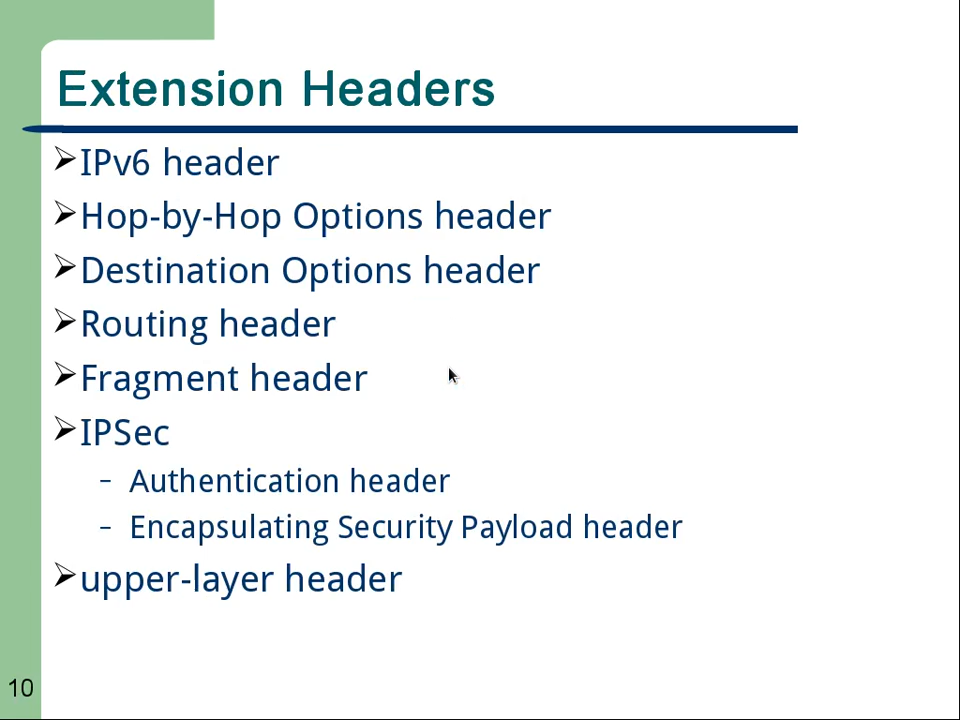 Extension Headers
➢IPv6 header
➢Hop-by-Hop Options header
➢Destination Options header
➢Routing header
➢Fragment header
➢IPSec
– Authentication header
– Encapsulating Security Payload header
➢upper-layer header
10